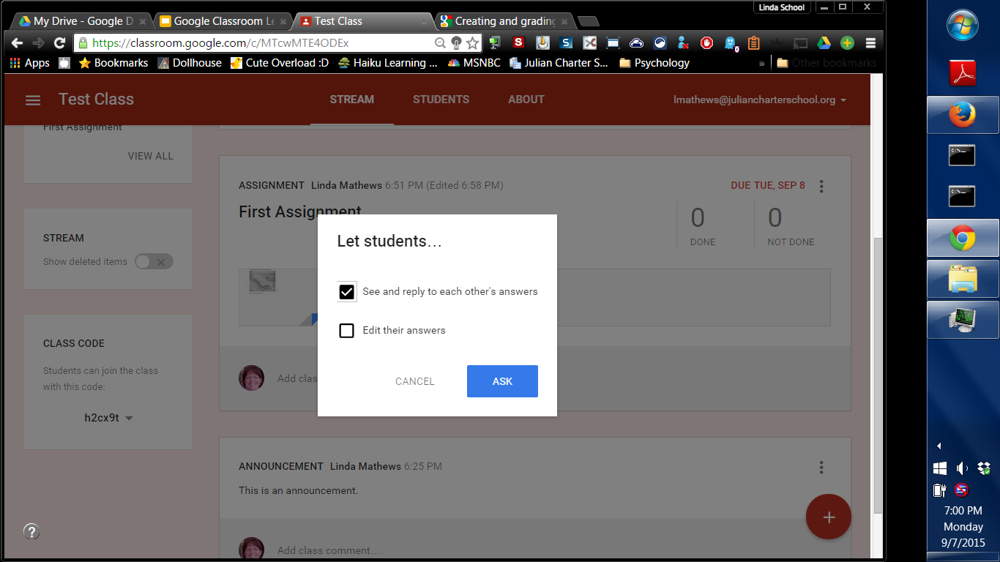 Linda School
My Drive - Google D
Google Classroom Le
Test Class
Creating and grading
https://classroom.google.com/c/MTcwMTE4ODEx
Apps
Bookmarks
Dollhouse
Cute Overload :D
Haiku Learning ...
MSNBC
Julian Charter S...
Psychology
»
Other bookmarks
Test Class
STREAM
STUDENTS
ABOUT
lmathews@juliancharterschool.org
First Assignment
VIEW ALL
STREAM
Show deleted items
CLASS CODE
Students can join the class
with this code:
h2cx9t
ASSIGNMENT Linda Mathews 6:51 PM (Edited 6:58 PM)
DUE TUE, SEP 8
First Assignment
0
DONE
0
NOT DONE
Let students...
See and reply to each other's answers
Edit their answers
CANCEL
ASK
Add clas
ANNOUNCEMENT Linda Mathews 6:25 PM
This is an announcement.
Add class comment...
7:00 PM
Monday
9/7/2015